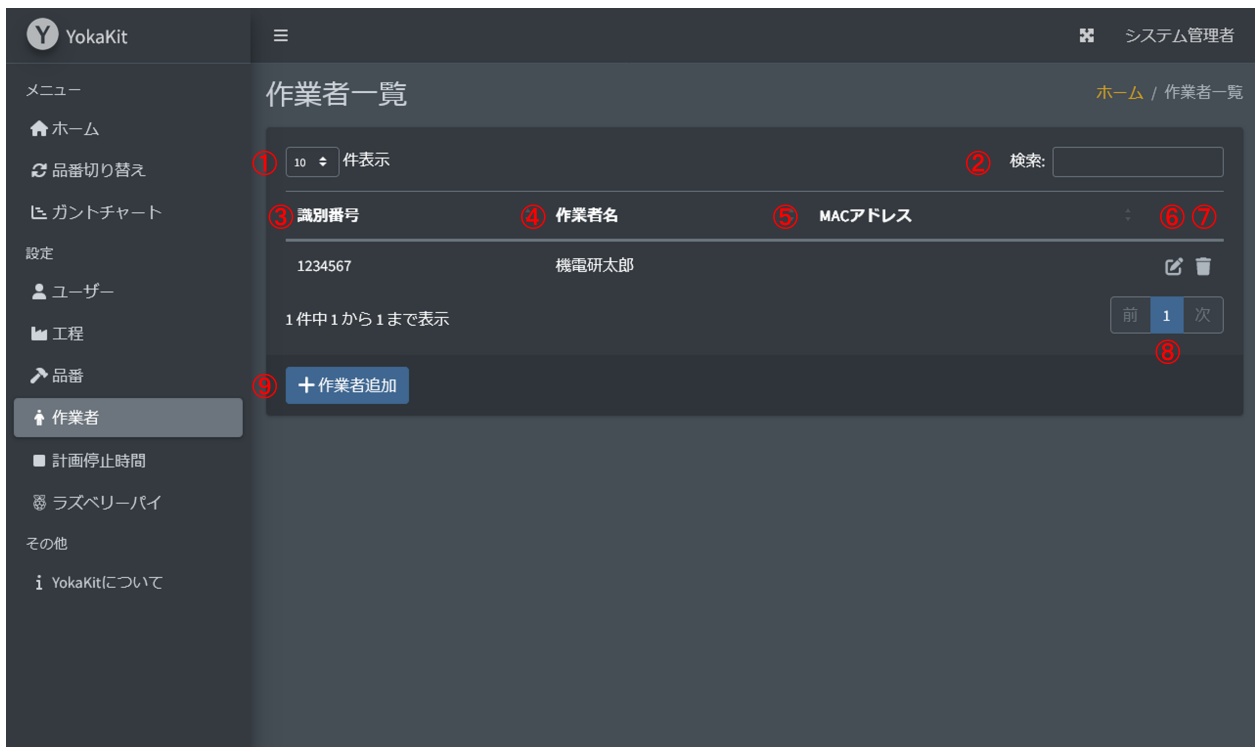 Y YokaKit
システム管理者
メニュー
ホーム
品番切り替え
ガントチャート
設定
ユーザー
工程
品番
作業者
計画停止時間
ラズベリーパイ
その他
YokaKitについて
作業者一覧
ホーム / 作業者一覧
① 10 件表示
② 検索:
③ 識別番号 ④ 作業者名 ⑤ MACアドレス ⑥ ⑦
1234567 機電研太郎
1 件中 1 から 1 まで表示
前 1 次
⑧
⑨ 作業者追加